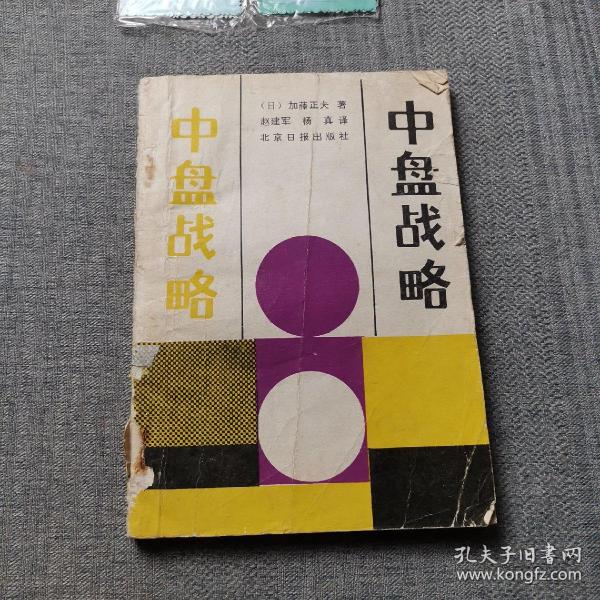 (日) 加藤正夫 著
赵建军 杨真 译
北京日报出版社
中盘战略
中盘战略
孔夫子旧书网
www.kongfz.com